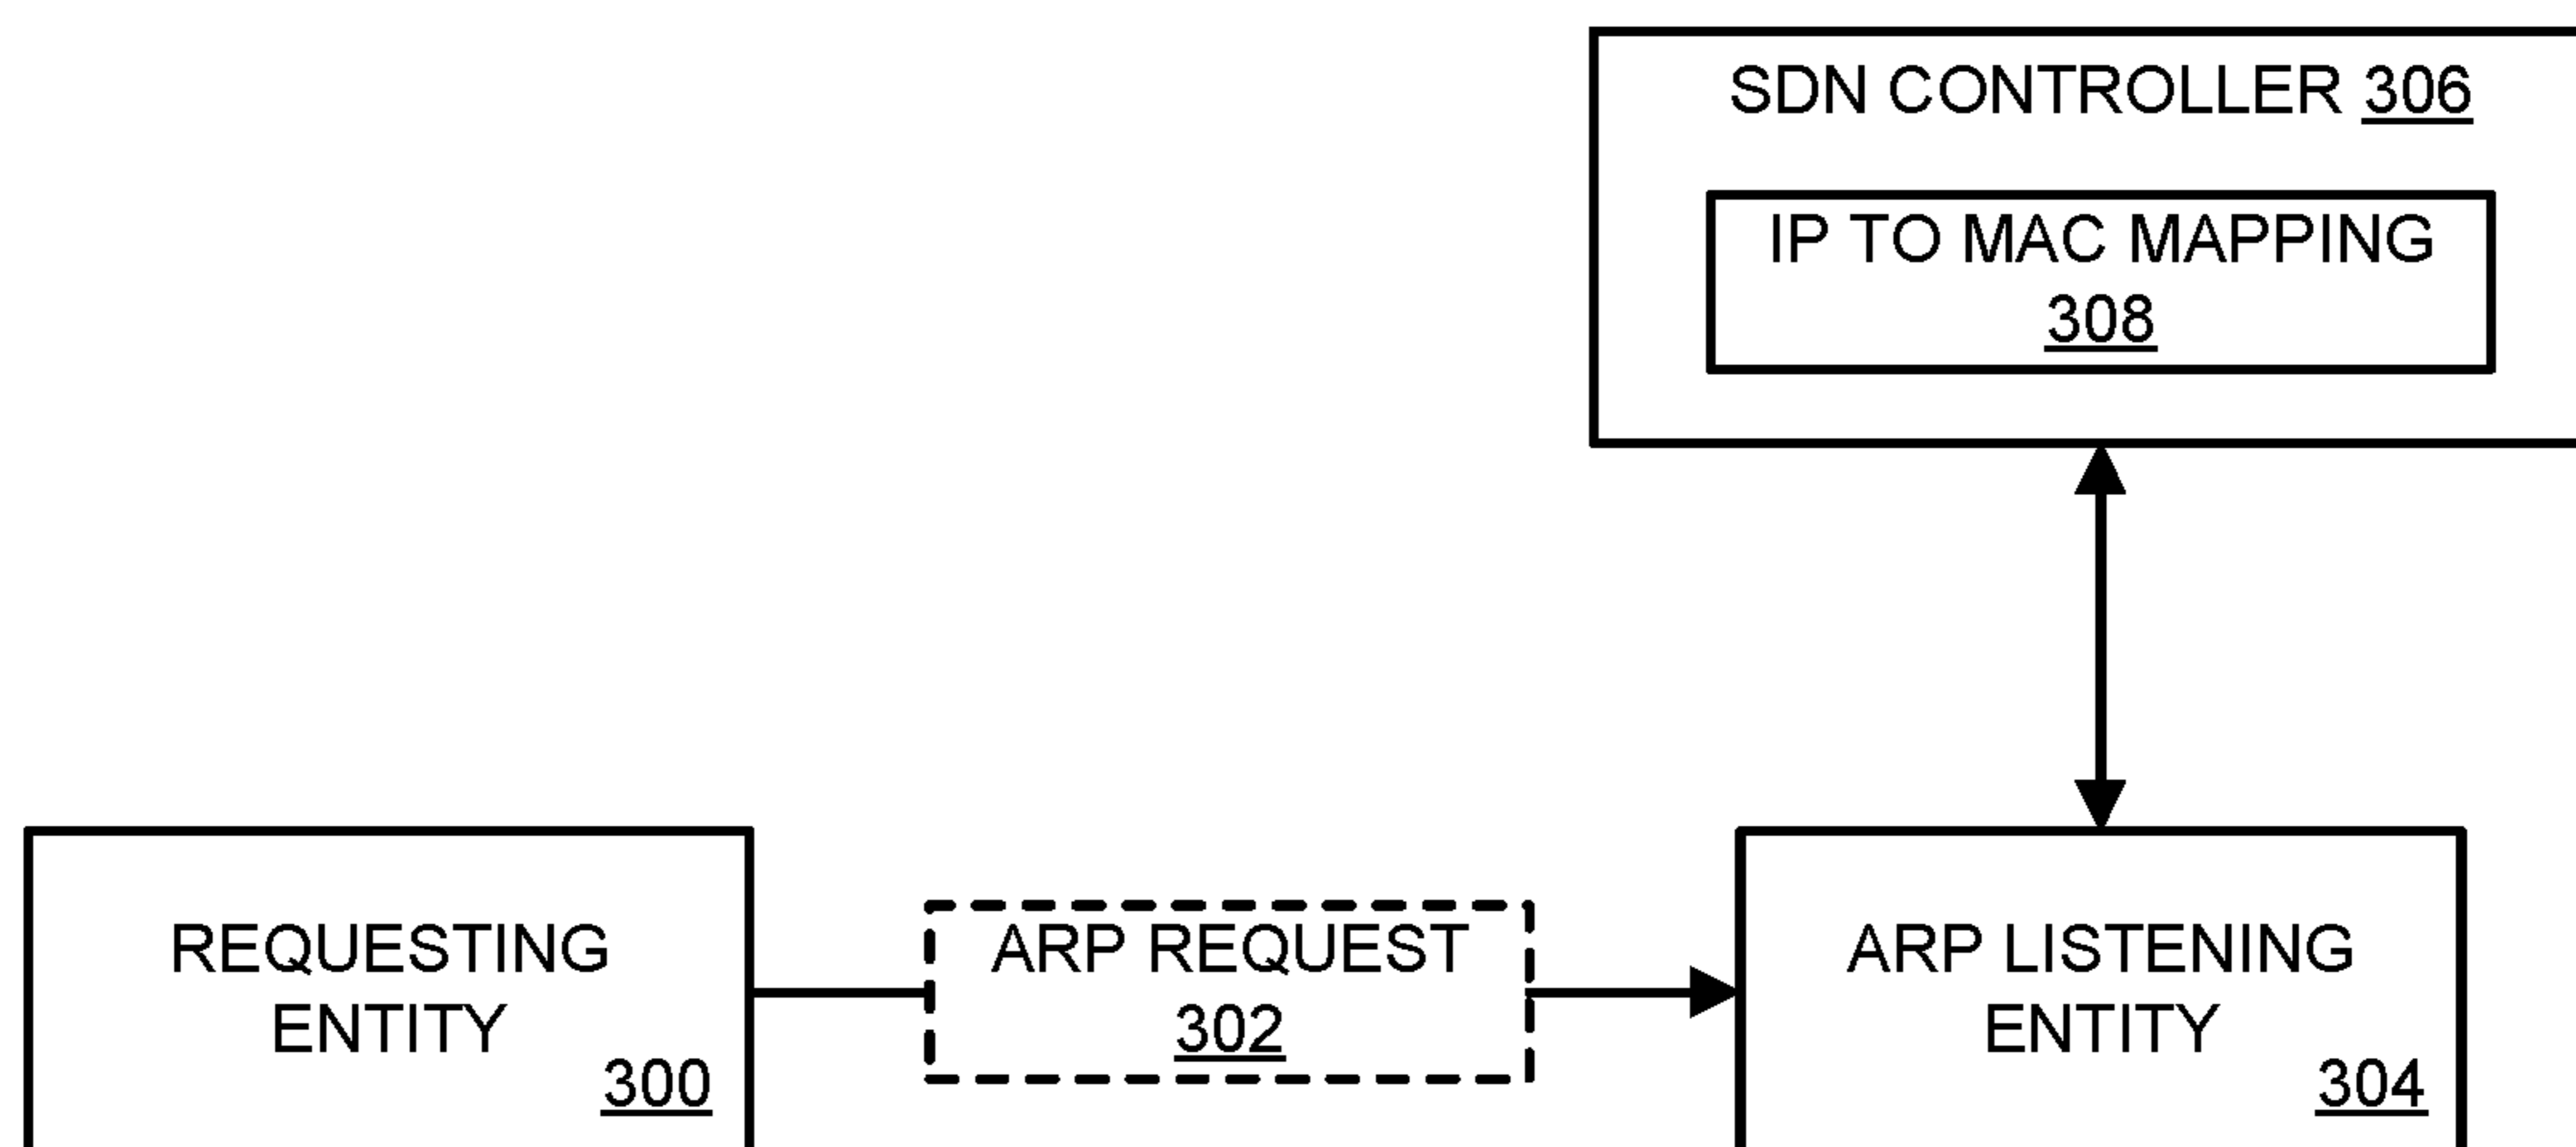 SDN CONTROLLER 306
IP TO MAC MAPPING
308
REQUESTING
ENTITY
300
ARP REQUEST
302
ARP LISTENING
ENTITY
304